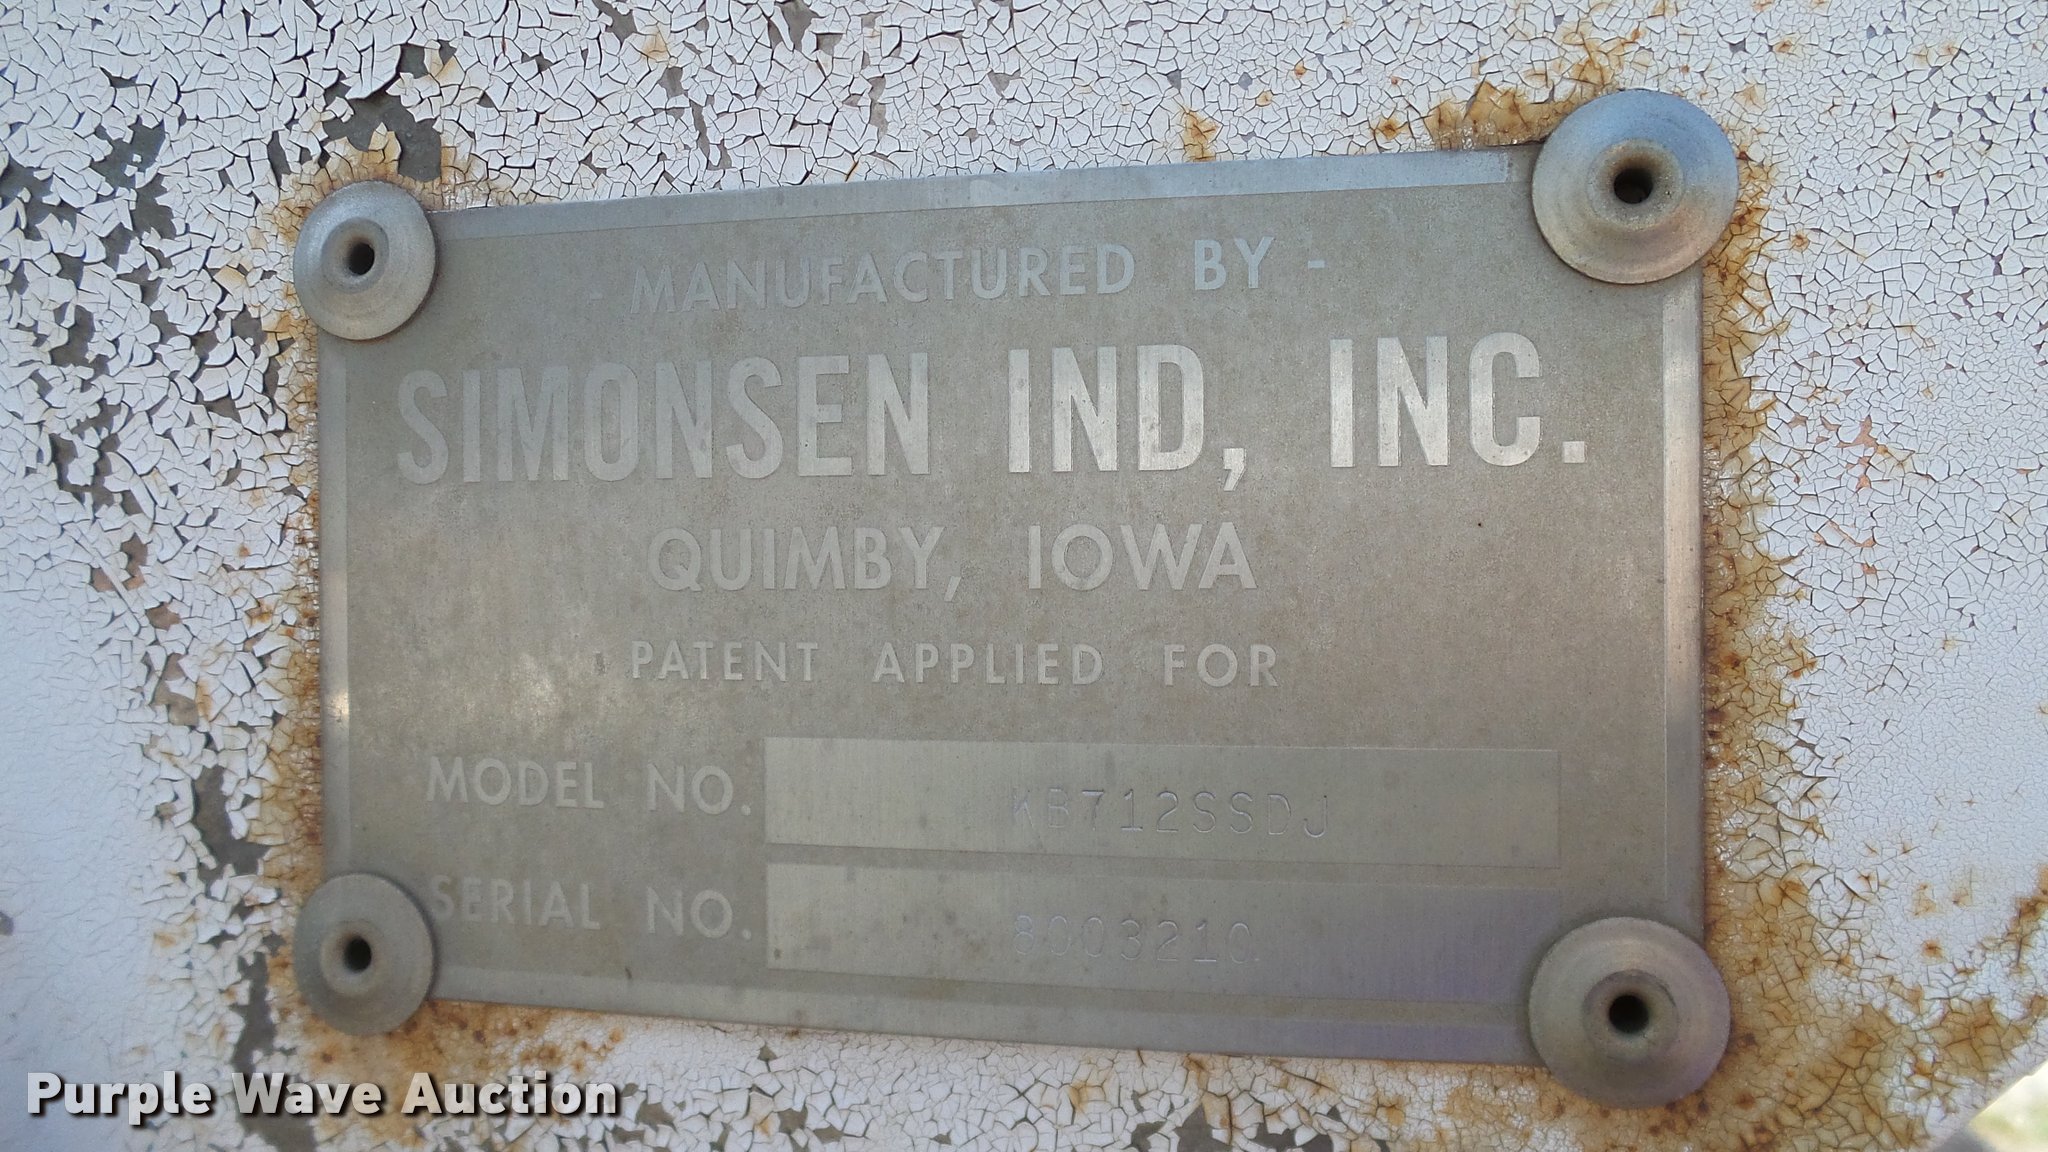 - MANUFACTURED BY -
SIMONSEN IND, INC.
QUIMBY, IOWA
PATENT APPLIED FOR
MODEL NO. KB712SSDJ
SERIAL NO. 8003210
Purple Wave Auction